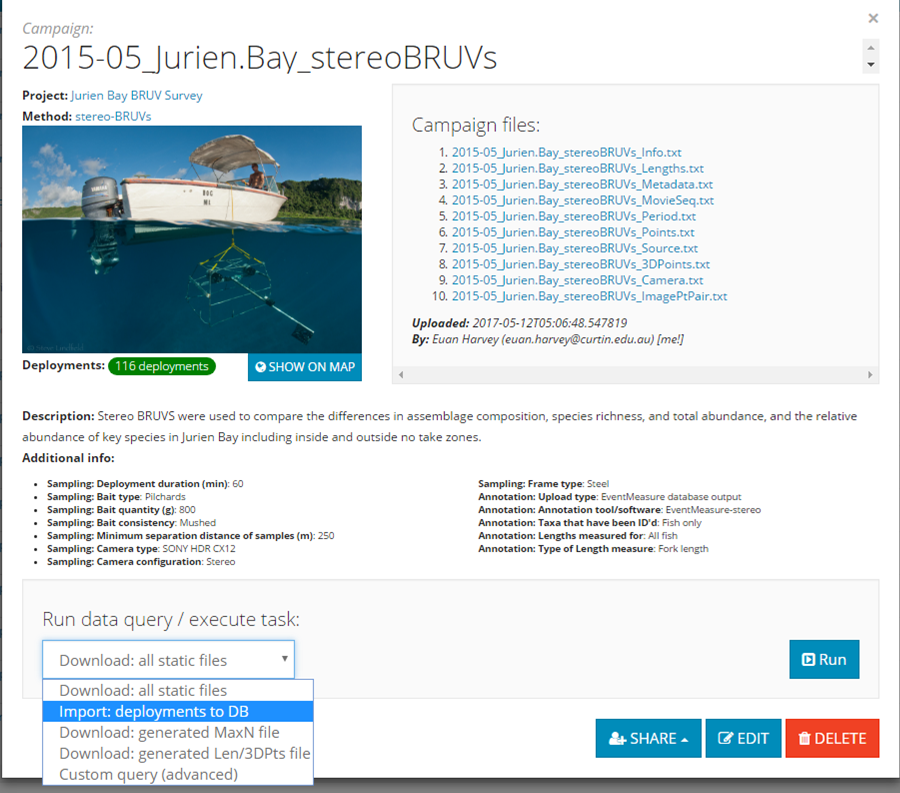 Campaign:
2015-05_Jurien.Bay_stereoBRUVs
Project: Jurien Bay BRUV Survey
Method: stereo-BRUVs
YAMAHA
BOC
M1
Deployments: 116 deployments
SHOW ON MAP
Campaign files:
1. 2015-05_Jurien.Bay_stereoBRUVs_Info.txt
2. 2015-05_Jurien.Bay_stereoBRUVs_Lengths.txt
3. 2015-05_Jurien.Bay_stereoBRUVs_Metadata.txt
4. 2015-05_Jurien.Bay_stereoBRUVs_MovieSeq.txt
5. 2015-05_Jurien.Bay_stereoBRUVs_Period.txt
6. 2015-05_Jurien.Bay_stereoBRUVs_Points.txt
7. 2015-05_Jurien.Bay_stereoBRUVs_Source.txt
8. 2015-05_Jurien.Bay_stereoBRUVs_3DPoints.txt
9. 2015-05_Jurien.Bay_stereoBRUVs_Camera.txt
10. 2015-05_Jurien.Bay_stereoBRUVs_ImagePtPair.txt
Uploaded: 2017-05-12T05:06:48.547819
By: Euan Harvey (euan.harvey@curtin.edu.au) [me!]
Description: Stereo BRUVS were used to compare the differences in assemblage composition, species richness, and total abundance, and the relative
abundance of key species in Jurien Bay including inside and outside no take zones.
Additional info:
Sampling: Deployment duration (min): 60
Sampling: Bait type: Pilchards
Sampling: Bait quantity (g): 800
Sampling: Bait consistency: Mushed
Sampling: Minimum separation distance of samples (m): 250
Sampling: Camera type: SONY HDR CX12
Sampling: Camera configuration: Stereo
Sampling: Frame type: Steel
Annotation: Upload type: EventMeasure database output
Annotation: Annotation tool/software: EventMeasure-stereo
Annotation: Taxa that have been ID'd: Fish only
Annotation: Lengths measured for: All fish
Annotation: Type of Length measure: Fork length
Run data query / execute task:
Download: all static files
Run
Download: all static files
Import: deployments to DB
Download: generated MaxN file
Download: generated Len/3DPts file
Custom query (advanced)
SHARE
EDIT
DELETE